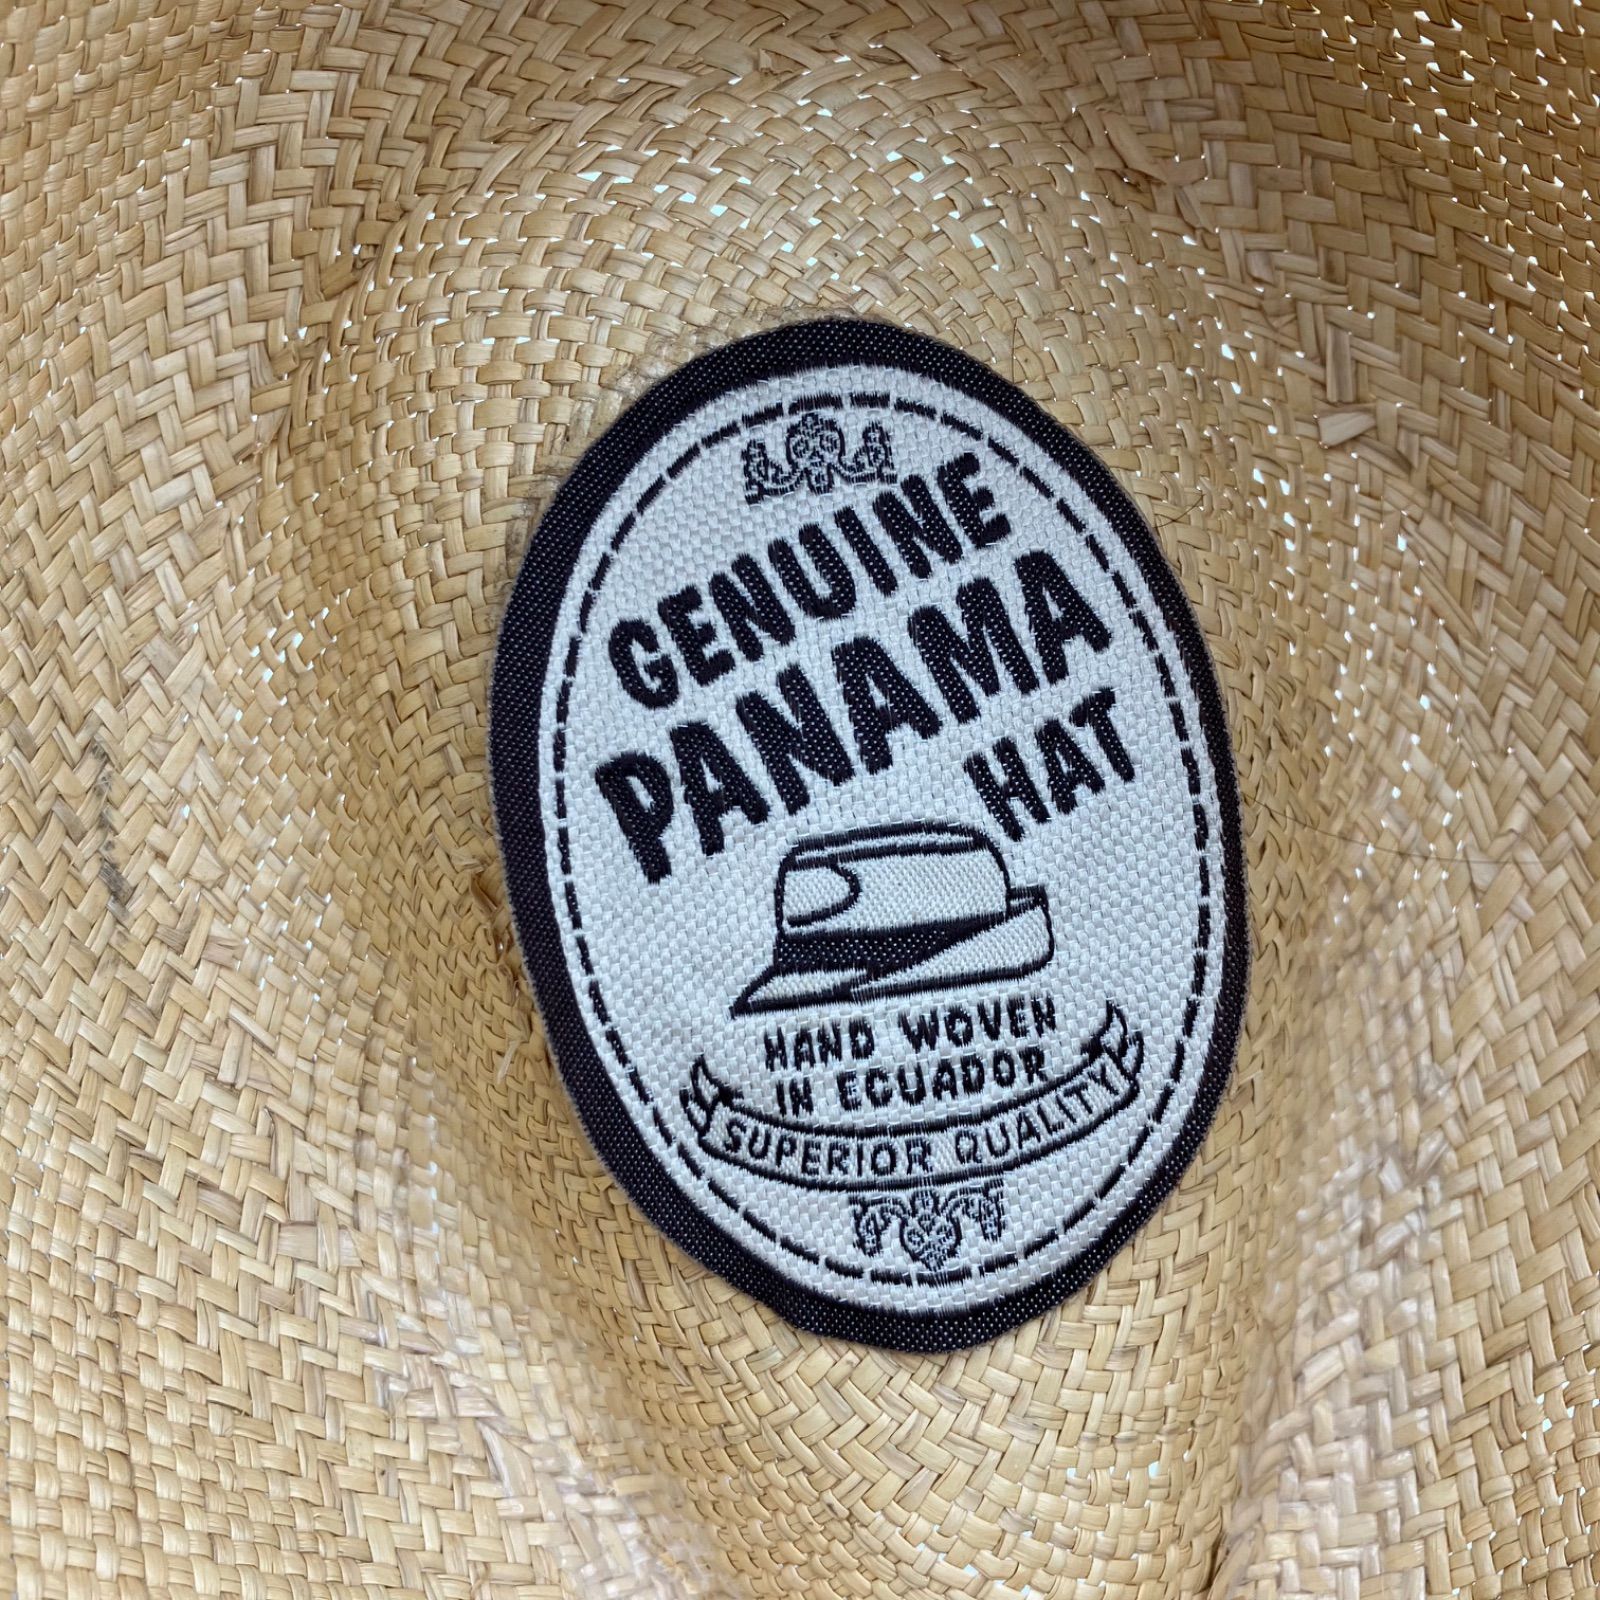 GENUINE
PANAMA
HAT
HAND WOVEN
IN ECUADOR
SUPERIOR QUALITY